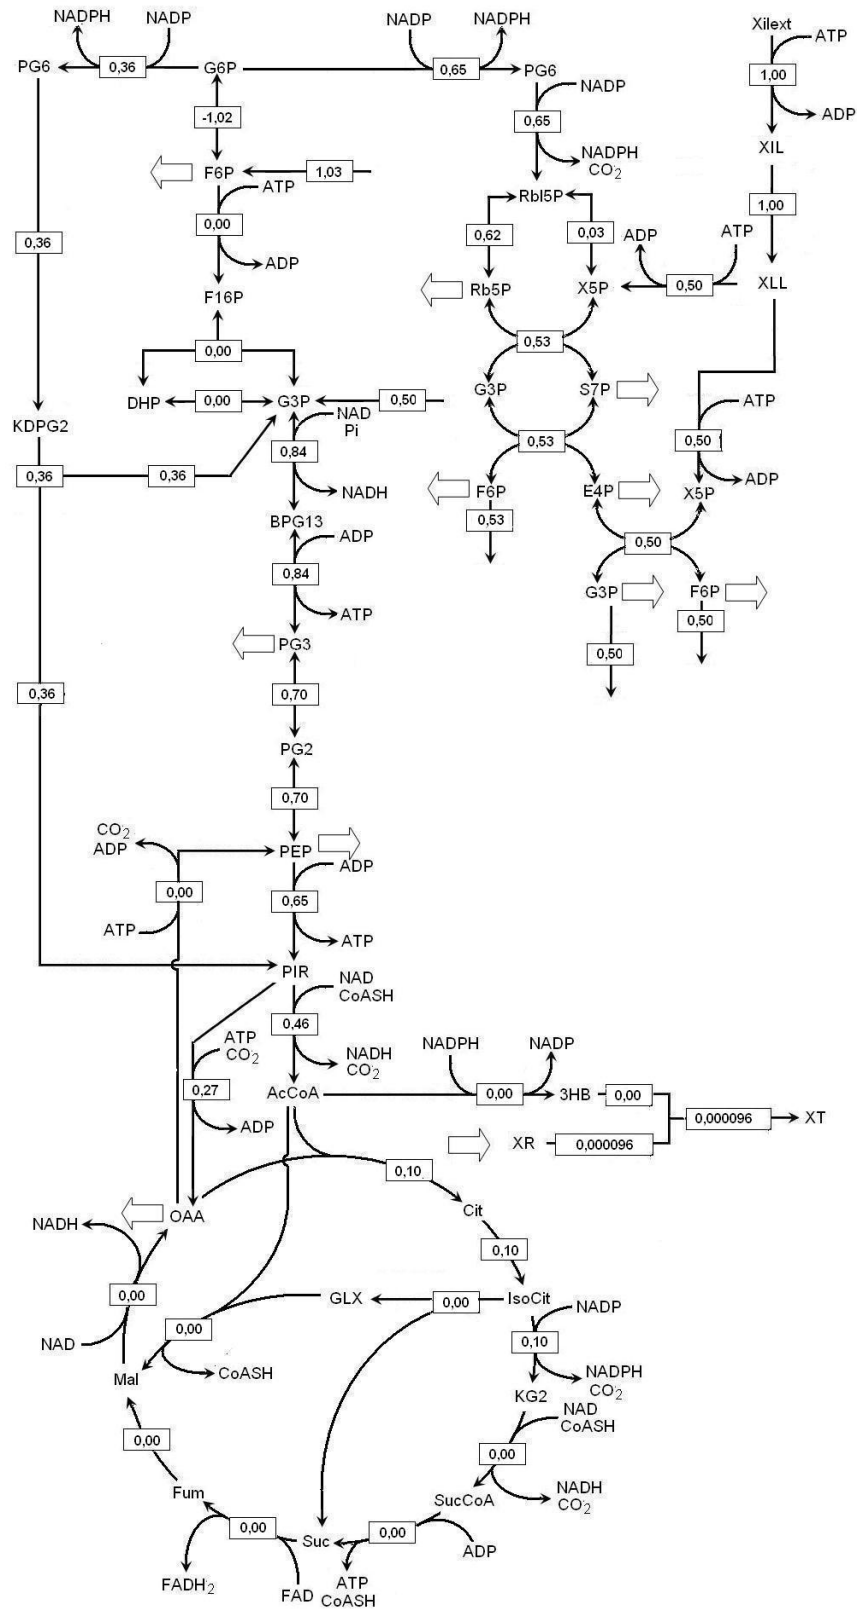 NADPH NADP NADP NADPH Xilext ATP
PG6 0,36 G6P 0,65 PG6 1,00
-1,02 NADP ADP
0,65
F6P 1,03 NADPH XIL
CO2
ATP RbI5P 1,00
0,36 0,00 0,62 0,03 ADP ATP
ADP
F16P Rb5P X5P 0,50 XLL
0,00 0,53
DHP 0,00 G3P 0,50 G3P S7P ATP
KDPG2 NAD
Pi
0,84 0,53 0,50
0,36 0,36 NADH F6P E4P X5P ADP
BPG13 ADP 0,53
0,84 0,50
ATP G3P F6P
PG3 0,50 0,50
0,36 0,70
PG2
0,70
CO2
ADP PEP
ADP
0,00 0,65
ATP ATP
PIR
NAD
CoASH
0,46
ATP
CO2 NADH
CO2 NADPH NADP
0,27 AcCoA 0,00 3HB 0,00
ADP 0,000096 XT
XR 0,000096
0,10
OAA Cit
NADH
0,10
0,00 GLX 0,00 IsoCit NADP
0,00 0,10
NAD
Mal CoASH NADPH
CO2
KG2
NAD
CoASH
0,00 0,00
Fum SucCoA NADH
CO2
0,00 Suc 0,00
ADP
FADH2 FAD ATP
CoASH